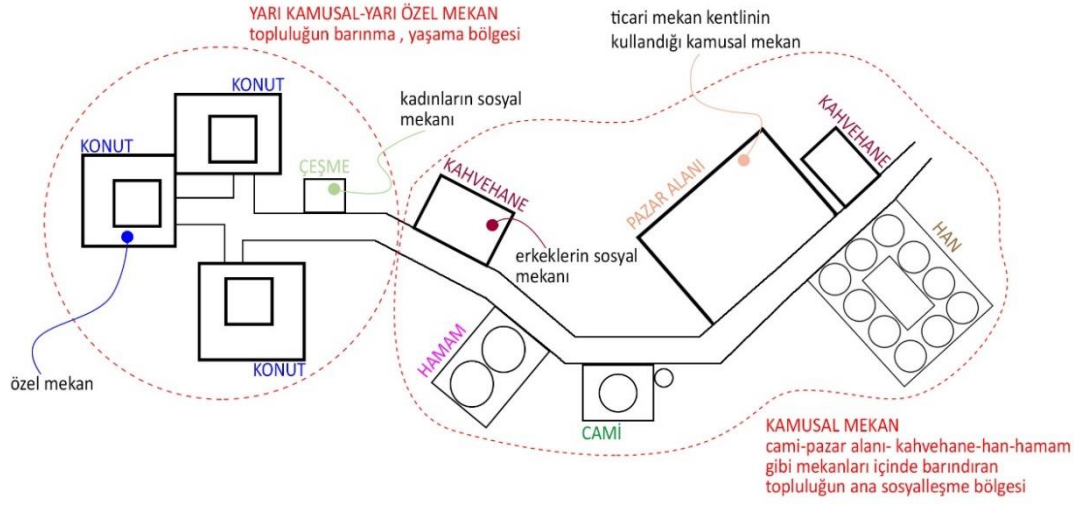 YARI KAMUSAL-YARI ÖZEL MEKAN
topluluğun barınma , yaşama bölgesi
ticari mekan kentlinin
kullandığı kamusal mekan
KONUT
kadınların sosyal
mekanı
KAHVEHANE
KONUT
ÇEŞME
KAHVEHANE
PAZAR ALANI
HAN
erkeklerin sosyal
mekanı
HAMAM
KONUT
özel mekan
CAMİ
KAMUSAL MEKAN
cami-pazar alanı- kahvehane-han-hamam
gibi mekanları içinde barındıran
topluluğun ana sosyalleşme bölgesi